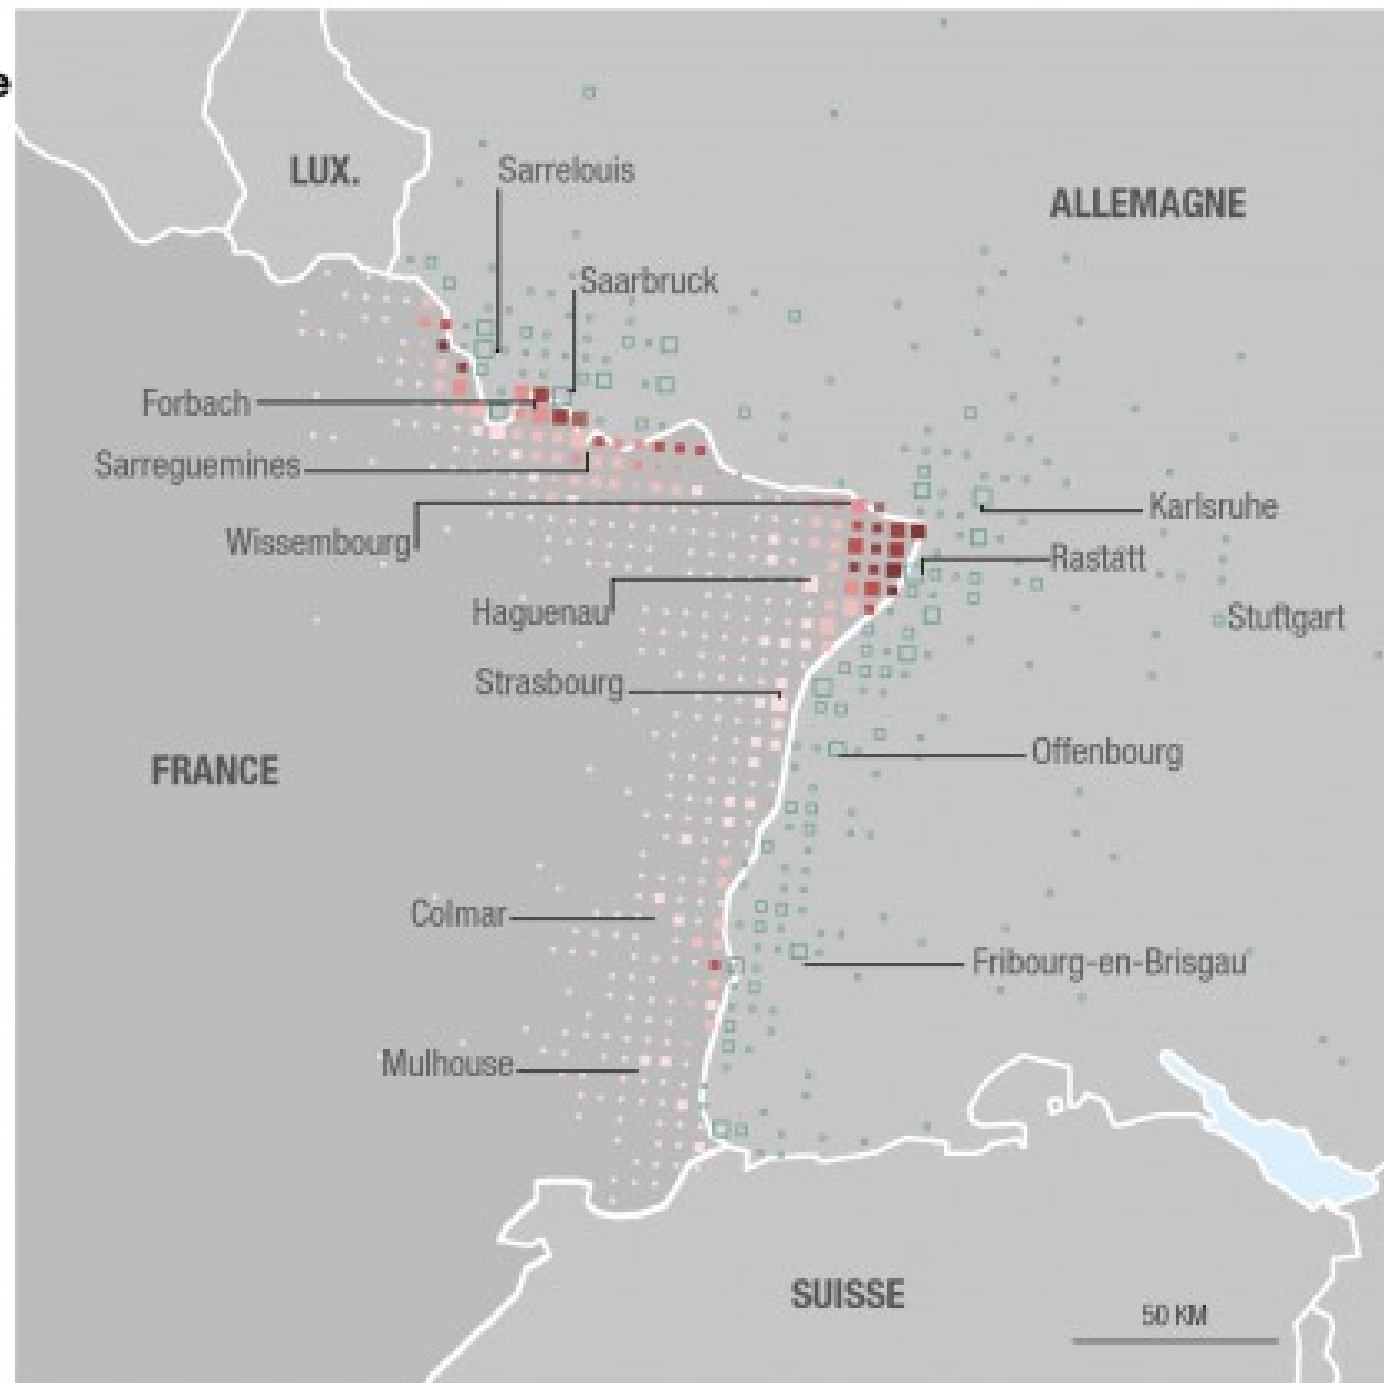 e
LUX.
Sarrelouis
ALLEMAGNE
Saarbruck
Forbach
Sarreguemines
Karlsruhe
Wissembourg
Rastatt
Haguenau
Stuttgart
Strasbourg
Offenbourg
FRANCE
Colmar
Fribourg-en-Brisgau
Mulhouse
SUISSE
50 KM